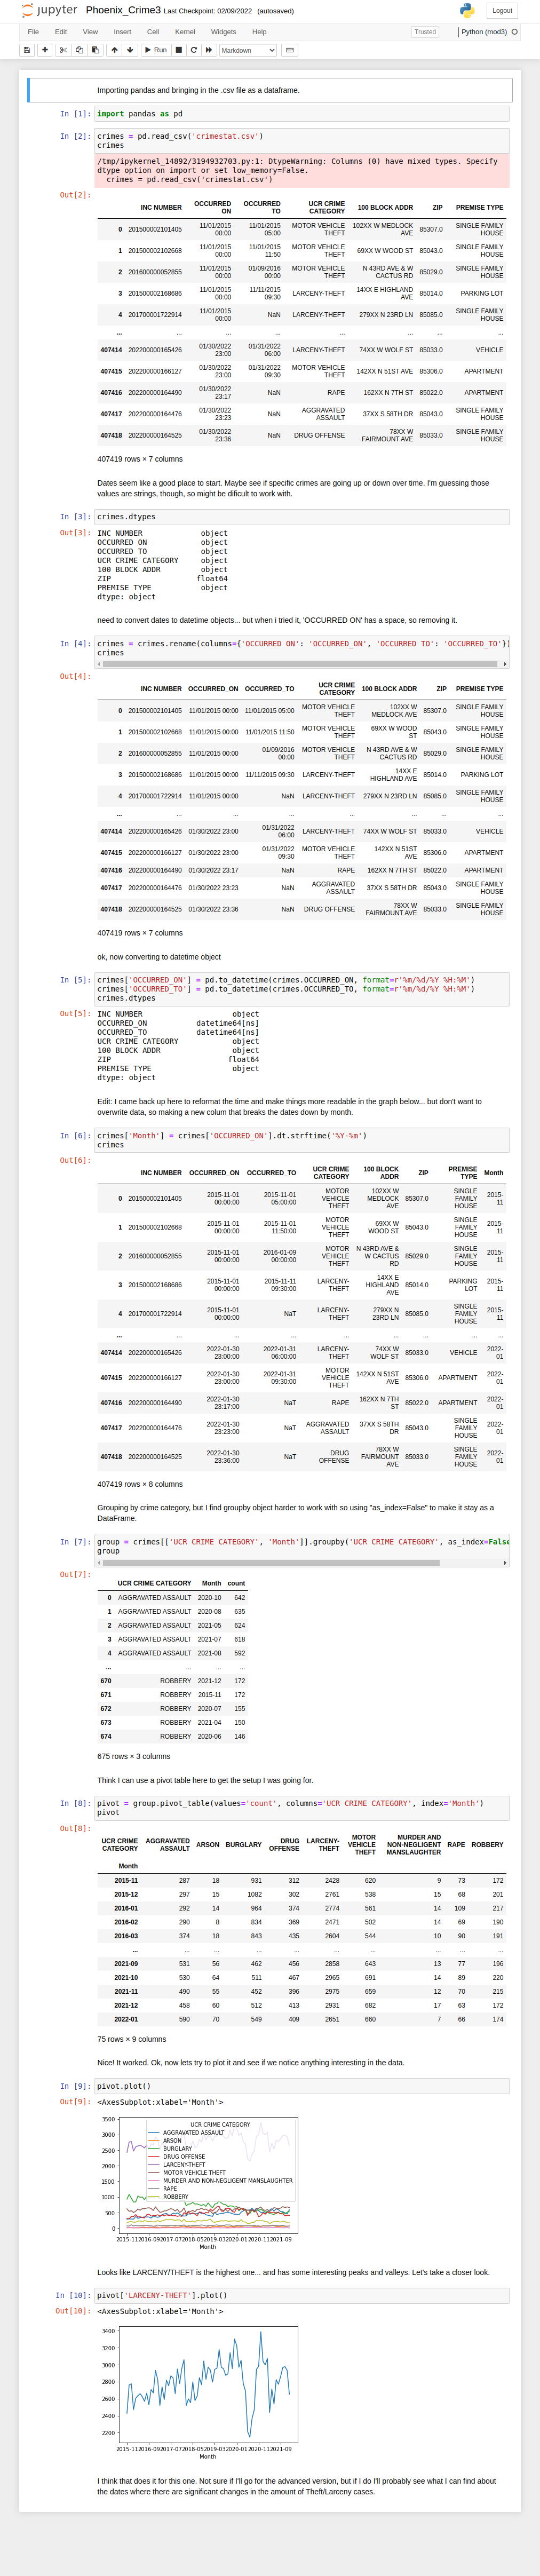 jupyter Phoenix_Crime3 Last Checkpoint: 02/09/2022 (autosaved) Logout
File Edit View Insert Cell Kernel Widgets Help Trusted Python (mod3)
Run Markdown
Importing pandas and bringing in the .csv file as a dataframe.
In [1]: import pandas as pd
In [2]: crimes = pd.read_csv('crimestat.csv')
crimes
/tmp/ipykernel_14892/3194932703.py:1: DtypeWarning: Columns (0) have mixed types. Specify
dtype option on import or set low_memory=False.
crimes = pd.read_csv('crimestat.csv')
Out[2]:
INC NUMBER OCCURRED ON OCCURRED TO UCR CRIME CATEGORY 100 BLOCK ADDR ZIP PREMISE TYPE
0 201500002101405 11/01/2015 00:00 11/01/2015 05:00 MOTOR VEHICLE THEFT 102XX W MEDLOCK AVE 85307.0 SINGLE FAMILY HOUSE
1 201500002102668 11/01/2015 00:00 11/01/2015 11:50 MOTOR VEHICLE THEFT 69XX W WOOD ST 85043.0 SINGLE FAMILY HOUSE
2 201600000052855 11/01/2015 00:00 01/09/2016 00:00 MOTOR VEHICLE THEFT N 43RD AVE & W CACTUS RD 85029.0 SINGLE FAMILY HOUSE
3 201500002168686 11/01/2015 00:00 11/11/2015 09:30 LARCENY-THEFT 14XX E HIGHLAND AVE 85014.0 PARKING LOT
4 201700001722914 11/01/2015 00:00 NaN LARCENY-THEFT 279XX N 23RD LN 85085.0 SINGLE FAMILY HOUSE
... ... ... ... ... ... ... ...
407414 202200000165426 01/30/2022 23:00 01/31/2022 06:00 LARCENY-THEFT 74XX W WOLF ST 85033.0 VEHICLE
407415 202200000166127 01/30/2022 23:00 01/31/2022 09:30 MOTOR VEHICLE THEFT 142XX N 51ST AVE 85306.0 APARTMENT
407416 202200000164490 01/30/2022 23:17 NaN RAPE 162XX N 7TH ST 85022.0 APARTMENT
407417 202200000164476 01/30/2022 23:23 NaN AGGRAVATED ASSAULT 37XX S 58TH DR 85043.0 SINGLE FAMILY HOUSE
407418 202200000164525 01/30/2022 23:36 NaN DRUG OFFENSE 78XX W FAIRMOUNT AVE 85033.0 SINGLE FAMILY HOUSE
407419 rows × 7 columns
Dates seem like a good place to start. Maybe see if specific crimes are going up or down over time. I'm guessing those
values are strings, though, so might be dificult to work with.
In [3]: crimes.dtypes
Out[3]: INC NUMBER object
OCCURRED ON object
OCCURRED TO object
UCR CRIME CATEGORY object
100 BLOCK ADDR object
ZIP float64
PREMISE TYPE object
dtype: object
need to convert dates to datetime objects... but when i tried it, 'OCCURRED ON' has a space, so removing it.
In [4]: crimes = crimes.rename(columns={'OCCURRED ON': 'OCCURRED_ON', 'OCCURRED TO': 'OCCURRED_TO'})
crimes
Out[4]:
INC NUMBER OCCURRED_ON OCCURRED_TO UCR CRIME CATEGORY 100 BLOCK ADDR ZIP PREMISE TYPE
0 201500002101405 11/01/2015 00:00 11/01/2015 05:00 MOTOR VEHICLE THEFT 102XX W MEDLOCK AVE 85307.0 SINGLE FAMILY HOUSE
1 201500002102668 11/01/2015 00:00 11/01/2015 11:50 MOTOR VEHICLE THEFT 69XX W WOOD ST 85043.0 SINGLE FAMILY HOUSE
2 201600000052855 11/01/2015 00:00 01/09/2016 00:00 MOTOR VEHICLE THEFT N 43RD AVE & W CACTUS RD 85029.0 SINGLE FAMILY HOUSE
3 201500002168686 11/01/2015 00:00 11/11/2015 09:30 LARCENY-THEFT 14XX E HIGHLAND AVE 85014.0 PARKING LOT
4 201700001722914 11/01/2015 00:00 NaN LARCENY-THEFT 279XX N 23RD LN 85085.0 SINGLE FAMILY HOUSE
... ... ... ... ... ... ... ...
407414 202200000165426 01/30/2022 23:00 01/31/2022 06:00 LARCENY-THEFT 74XX W WOLF ST 85033.0 VEHICLE
407415 202200000166127 01/30/2022 23:00 01/31/2022 09:30 MOTOR VEHICLE THEFT 142XX N 51ST AVE 85306.0 APARTMENT
407416 202200000164490 01/30/2022 23:17 NaN RAPE 162XX N 7TH ST 85022.0 APARTMENT
407417 202200000164476 01/30/2022 23:23 NaN AGGRAVATED ASSAULT 37XX S 58TH DR 85043.0 SINGLE FAMILY HOUSE
407418 202200000164525 01/30/2022 23:36 NaN DRUG OFFENSE 78XX W FAIRMOUNT AVE 85033.0 SINGLE FAMILY HOUSE
407419 rows × 7 columns
ok, now converting to datetime object
In [5]: crimes['OCCURRED_ON'] = pd.to_datetime(crimes.OCCURRED_ON, format=r'%m/%d/%Y %H:%M')
crimes['OCCURRED_TO'] = pd.to_datetime(crimes.OCCURRED_TO, format=r'%m/%d/%Y %H:%M')
crimes.dtypes
Out[5]: INC NUMBER object
OCCURRED_ON datetime64[ns]
OCCURRED_TO datetime64[ns]
UCR CRIME CATEGORY object
100 BLOCK ADDR object
ZIP float64
PREMISE TYPE object
dtype: object
Edit: I came back up here to reformat the time and make things more readable in the graph below... but don't want to
overwrite data, so making a new colum that breaks the dates down by month.
In [6]: crimes['Month'] = crimes['OCCURRED_ON'].dt.strftime('%Y-%m')
crimes
Out[6]:
INC NUMBER OCCURRED_ON OCCURRED_TO UCR CRIME CATEGORY 100 BLOCK ADDR ZIP PREMISE TYPE Month
0 201500002101405 2015-11-01 00:00:00 2015-11-01 05:00:00 MOTOR VEHICLE THEFT 102XX W MEDLOCK AVE 85307.0 SINGLE FAMILY HOUSE 2015-11
1 201500002102668 2015-11-01 00:00:00 2015-11-01 11:50:00 MOTOR VEHICLE THEFT 69XX W WOOD ST 85043.0 SINGLE FAMILY HOUSE 2015-11
2 201600000052855 2015-11-01 00:00:00 2016-01-09 00:00:00 MOTOR VEHICLE THEFT N 43RD AVE & W CACTUS RD 85029.0 SINGLE FAMILY HOUSE 2015-11
3 201500002168686 2015-11-01 00:00:00 2015-11-11 09:30:00 LARCENY-THEFT 14XX E HIGHLAND AVE 85014.0 PARKING LOT 2015-11
4 201700001722914 2015-11-01 00:00:00 NaT LARCENY-THEFT 279XX N 23RD LN 85085.0 SINGLE FAMILY HOUSE 2015-11
... ... ... ... ... ... ... ... ...
407414 202200000165426 2022-01-30 23:00:00 2022-01-31 06:00:00 LARCENY-THEFT 74XX W WOLF ST 85033.0 VEHICLE 2022-01
407415 202200000166127 2022-01-30 23:00:00 2022-01-31 09:30:00 MOTOR VEHICLE THEFT 142XX N 51ST AVE 85306.0 APARTMENT 2022-01
407416 202200000164490 2022-01-30 23:17:00 NaT RAPE 162XX N 7TH ST 85022.0 APARTMENT 2022-01
407417 202200000164476 2022-01-30 23:23:00 NaT AGGRAVATED ASSAULT 37XX S 58TH DR 85043.0 SINGLE FAMILY HOUSE 2022-01
407418 202200000164525 2022-01-30 23:36:00 NaT DRUG OFFENSE 78XX W FAIRMOUNT AVE 85033.0 SINGLE FAMILY HOUSE 2022-01
407419 rows × 8 columns
Grouping by crime category, but I find groupby object harder to work with so using "as_index=False" to make it stay as a
DataFrame.
In [7]: group = crimes[['UCR CRIME CATEGORY', 'Month']].groupby('UCR CRIME CATEGORY', as_index=False
group
Out[7]:
UCR CRIME CATEGORY Month count
0 AGGRAVATED ASSAULT 2020-10 642
1 AGGRAVATED ASSAULT 2020-08 635
2 AGGRAVATED ASSAULT 2021-05 624
3 AGGRAVATED ASSAULT 2021-07 618
4 AGGRAVATED ASSAULT 2021-08 592
... ... ... ...
670 ROBBERY 2021-12 172
671 ROBBERY 2015-11 172
672 ROBBERY 2020-07 155
673 ROBBERY 2021-04 150
674 ROBBERY 2020-06 146
675 rows × 3 columns
Think I can use a pivot table here to get the setup I was going for.
In [8]: pivot = group.pivot_table(values='count', columns='UCR CRIME CATEGORY', index='Month')
pivot
Out[8]:
UCR CRIME CATEGORY AGGRAVATED ASSAULT ARSON BURGLARY DRUG OFFENSE LARCENY-THEFT MOTOR VEHICLE THEFT MURDER AND NON-NEGLIGENT MANSLAUGHTER RAPE ROBBERY
Month
2015-11 287 18 931 312 2428 620 9 73 172
2015-12 297 15 1082 302 2761 538 15 68 201
2016-01 292 14 964 374 2774 561 14 109 217
2016-02 290 8 834 369 2471 502 14 69 190
2016-03 374 18 843 435 2604 544 10 90 191
... ... ... ... ... ... ... ... ... ...
2021-09 531 56 462 456 2858 643 13 77 196
2021-10 530 64 511 467 2965 691 14 89 220
2021-11 490 55 452 396 2975 659 12 70 215
2021-12 458 60 512 413 2931 682 17 63 172
2022-01 590 70 549 409 2651 660 7 66 174
75 rows × 9 columns
Nice! It worked. Ok, now lets try to plot it and see if we notice anything interesting in the data.
In [9]: pivot.plot()
Out[9]: <AxesSubplot:xlabel='Month'>
3500
3000
2500
2000
1500
1000
500
0
UCR CRIME CATEGORY
AGGRAVATED ASSAULT
ARSON
BURGLARY
DRUG OFFENSE
LARCENY-THEFT
MOTOR VEHICLE THEFT
MURDER AND NON-NEGLIGENT MANSLAUGHTER
RAPE
ROBBERY
2015-11 2016-09 2017-07 2018-05 2019-03 2020-01 2020-11 2021-09
Month
Looks like LARCENY/THEFT is the highest one... and has some interesting peaks and valleys. Let's take a closer look.
In [10]: pivot['LARCENY-THEFT'].plot()
Out[10]: <AxesSubplot:xlabel='Month'>
3400
3200
3000
2800
2600
2400
2200
2015-11 2016-09 2017-07 2018-05 2019-03 2020-01 2020-11 2021-09
Month
I think that does it for this one. Not sure if I'll go for the advanced version, but if I do I'll probably see what I can find about
the dates where there are significant changes in the amount of Theft/Larceny cases.